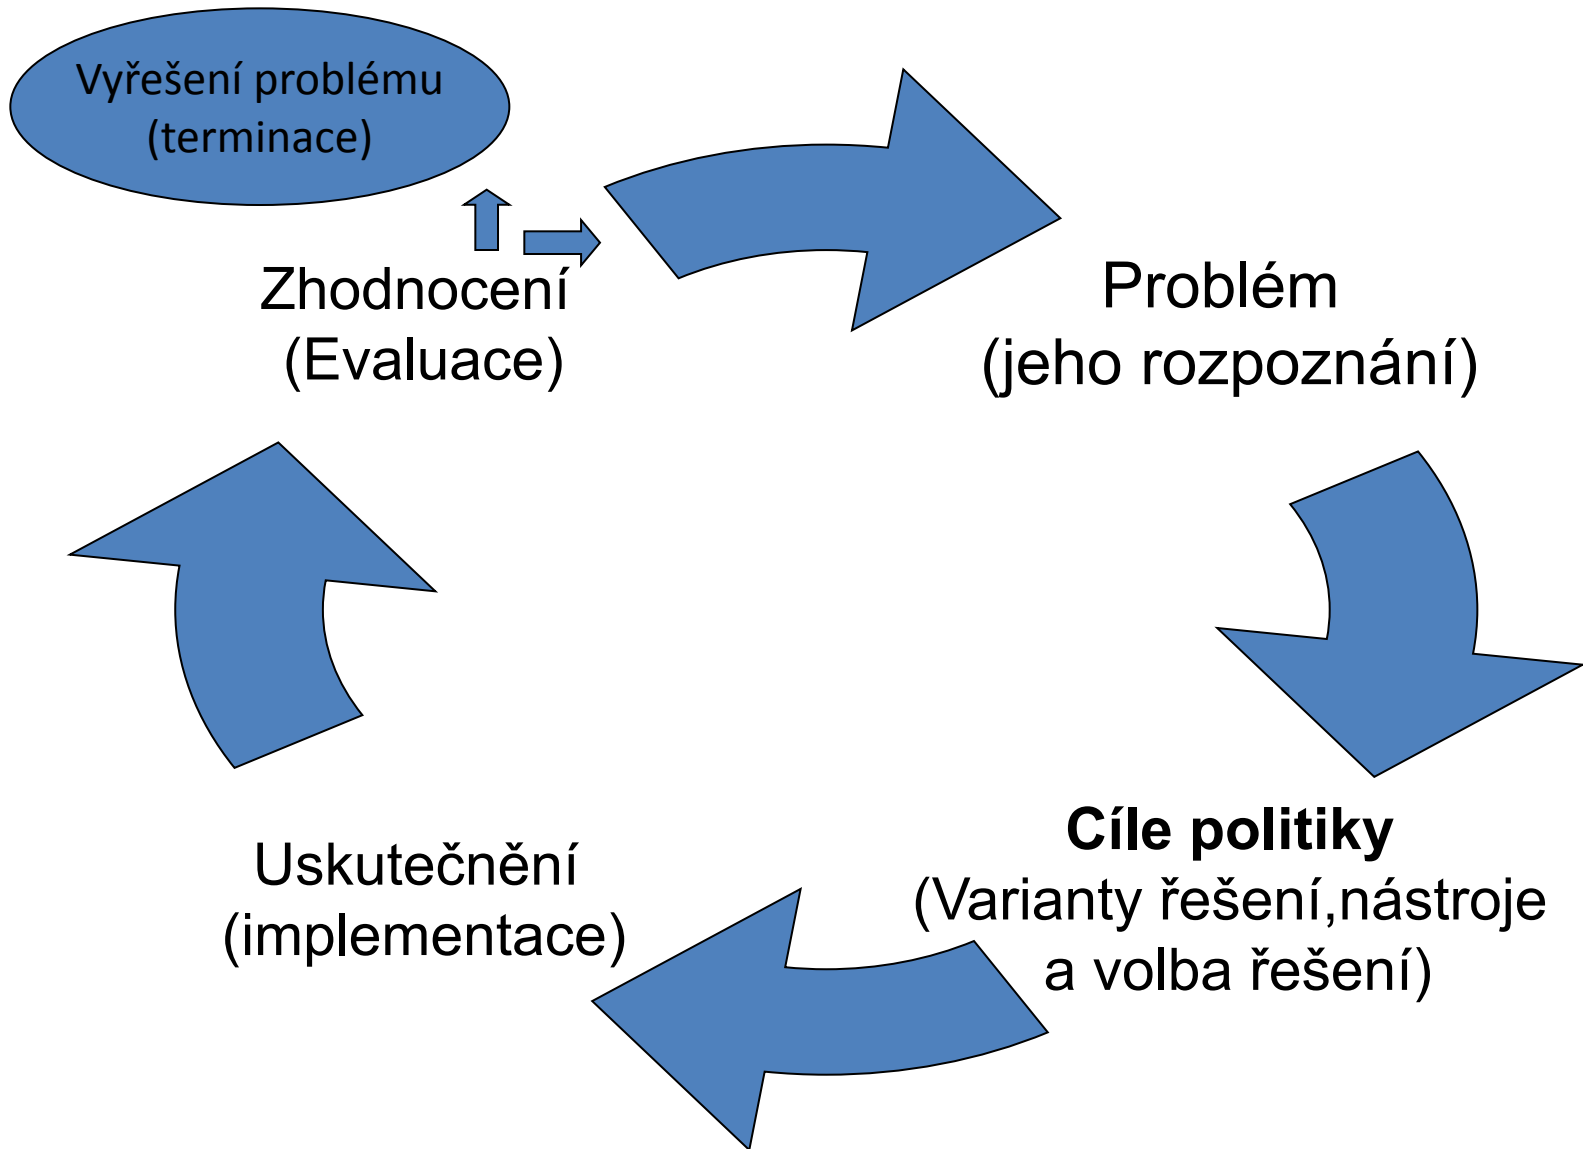 Vyřešení problému
(terminace)
Zhodnocení
(Evaluace)
Problém
(jeho rozpoznání)
Cíle politiky
(Varianty řešení,nástroje
a volba řešení)
Uskutečnění
(implementace)